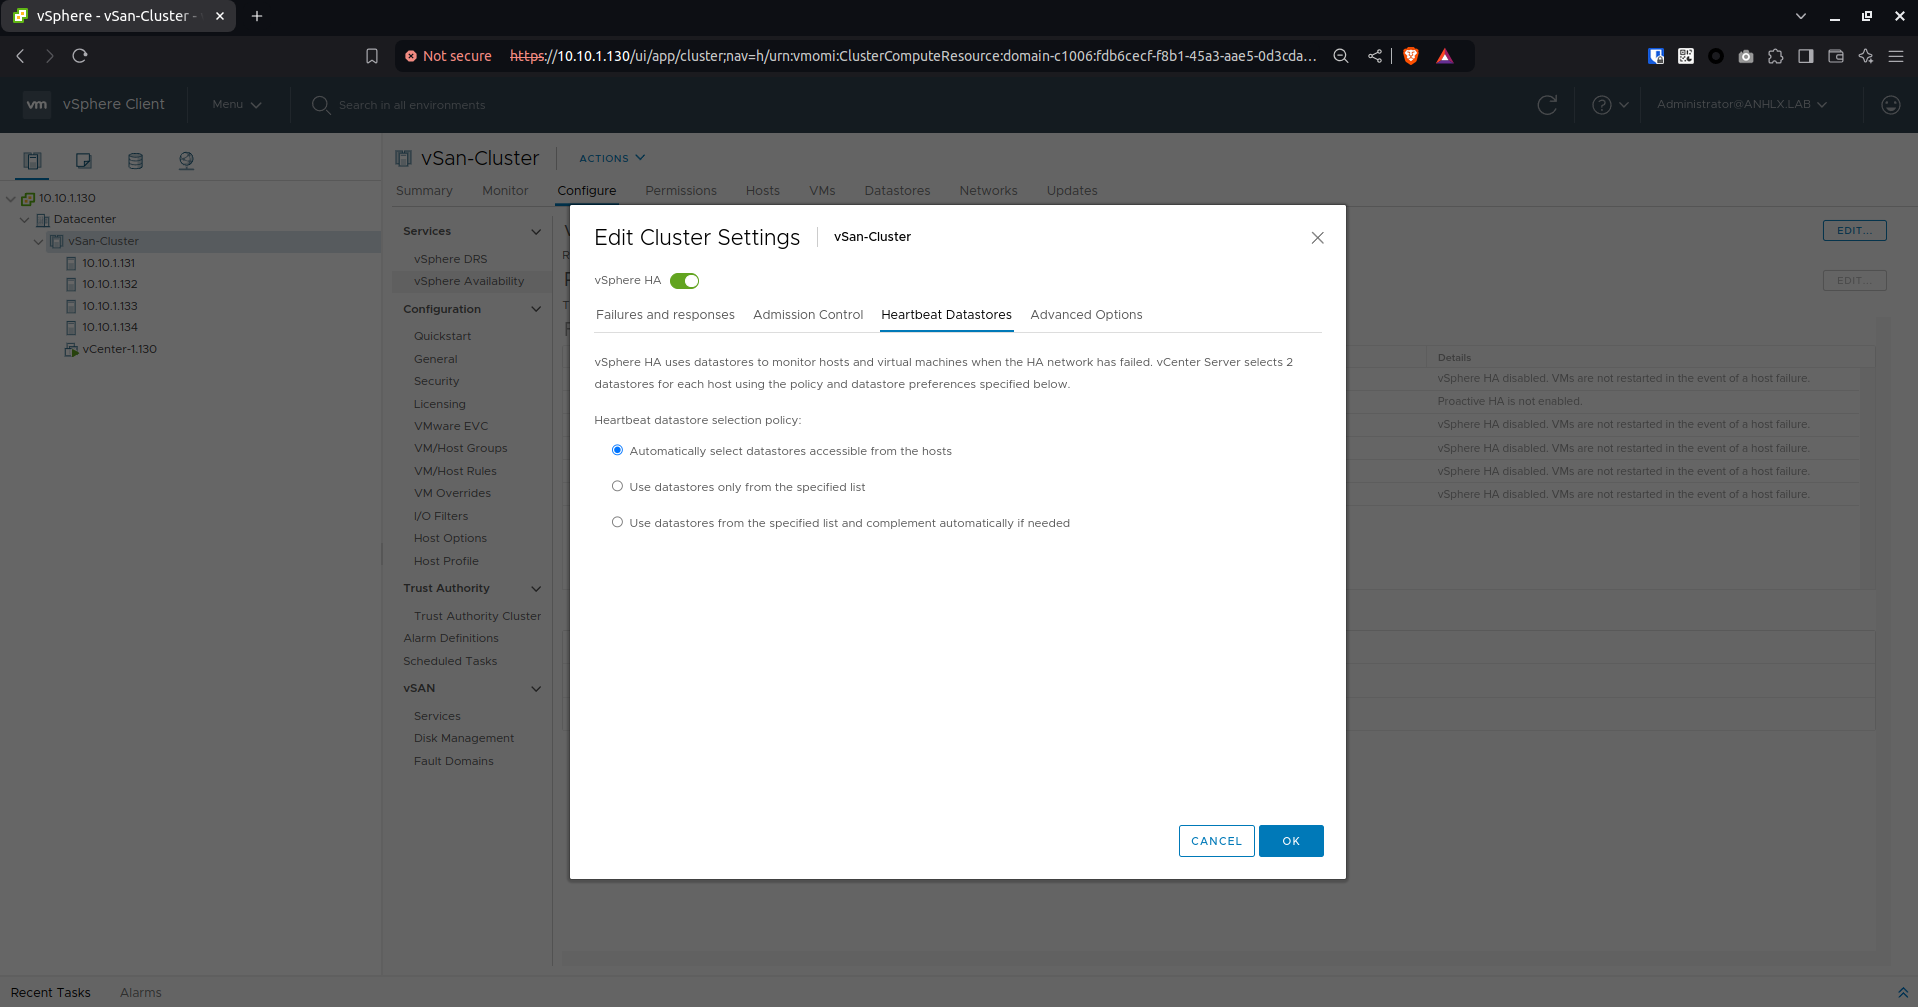 vSphere - vSan-Cluster -
Not secure https://10.10.1.130/ui/app/cluster;nav=h/urn:vmomi:ClusterComputeResource:domain-c1006:fdb6cecf-f8b1-45a3-aae5-0d3cda...
vm vSphere Client Menu Search in all environments Administrator@ANHLX.LAB
10.10.1.130
Datacenter
vSan-Cluster
10.10.1.131
10.10.1.132
10.10.1.133
10.10.1.134
vCenter-1.130
vSan-Cluster ACTIONS
Summary Monitor Configure Permissions Hosts VMs Datastores Networks Updates
Services
vSphere DRS
vSphere Availability
Configuration
Quickstart
General
Security
Licensing
VMware EVC
VM/Host Groups
VM/Host Rules
VM Overrides
I/O Filters
Host Options
Host Profile
Trust Authority
Trust Authority Cluster
Alarm Definitions
Scheduled Tasks
vSAN
Services
Disk Management
Fault Domains
EDIT...
EDIT...
Details
vSphere HA disabled. VMs are not restarted in the event of a host failure.
Proactive HA is not enabled.
vSphere HA disabled. VMs are not restarted in the event of a host failure.
vSphere HA disabled. VMs are not restarted in the event of a host failure.
vSphere HA disabled. VMs are not restarted in the event of a host failure.
vSphere HA disabled. VMs are not restarted in the event of a host failure.
Edit Cluster Settings vSan-Cluster
vSphere HA
Failures and responses Admission Control Heartbeat Datastores Advanced Options
vSphere HA uses datastores to monitor hosts and virtual machines when the HA network has failed. vCenter Server selects 2
datastores for each host using the policy and datastore preferences specified below.
Heartbeat datastore selection policy:
Automatically select datastores accessible from the hosts
Use datastores only from the specified list
Use datastores from the specified list and complement automatically if needed
CANCEL OK
Recent Tasks Alarms